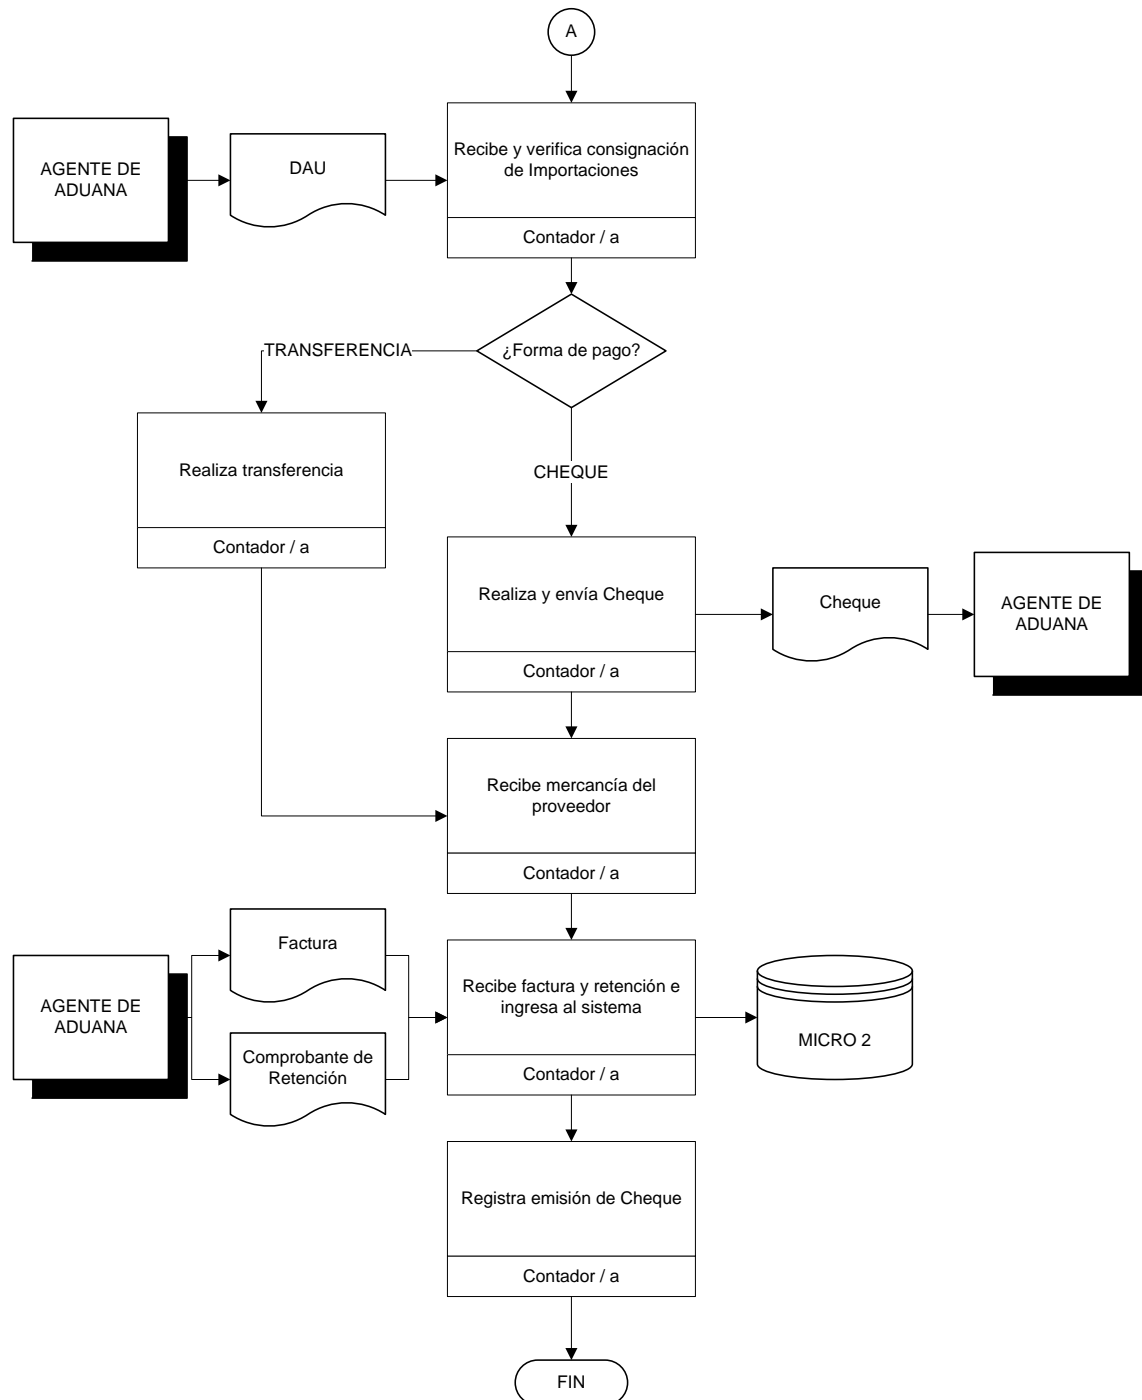 A
AGENTE DE
ADUANA
DAU
Recibe y verifica consignación
de Importaciones
Contador / a
¿Forma de pago?
TRANSFERENCIA
Realiza transferencia
Contador / a
CHEQUE
Realiza y envía Cheque
Contador / a
Cheque
AGENTE DE
ADUANA
Recibe mercancía del
proveedor
Contador / a
AGENTE DE
ADUANA
Factura
Comprobante de
Retención
Recibe factura y retención e
ingresa al sistema
Contador / a
MICRO 2
Registra emisión de Cheque
Contador / a
FIN